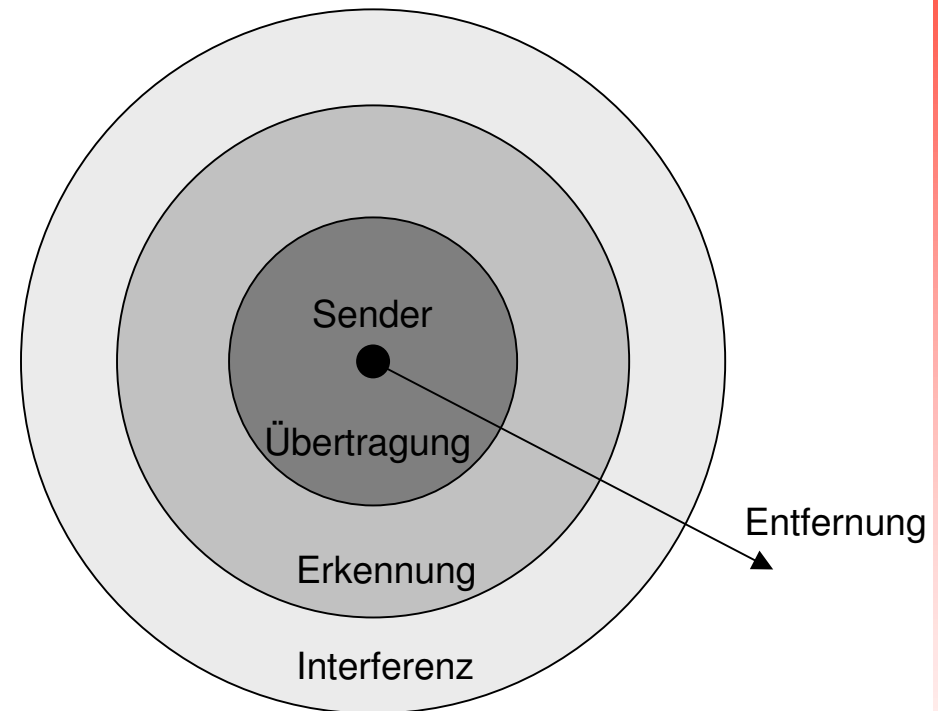 Sender
Übertragung
Entfernung
Erkennung
Interferenz